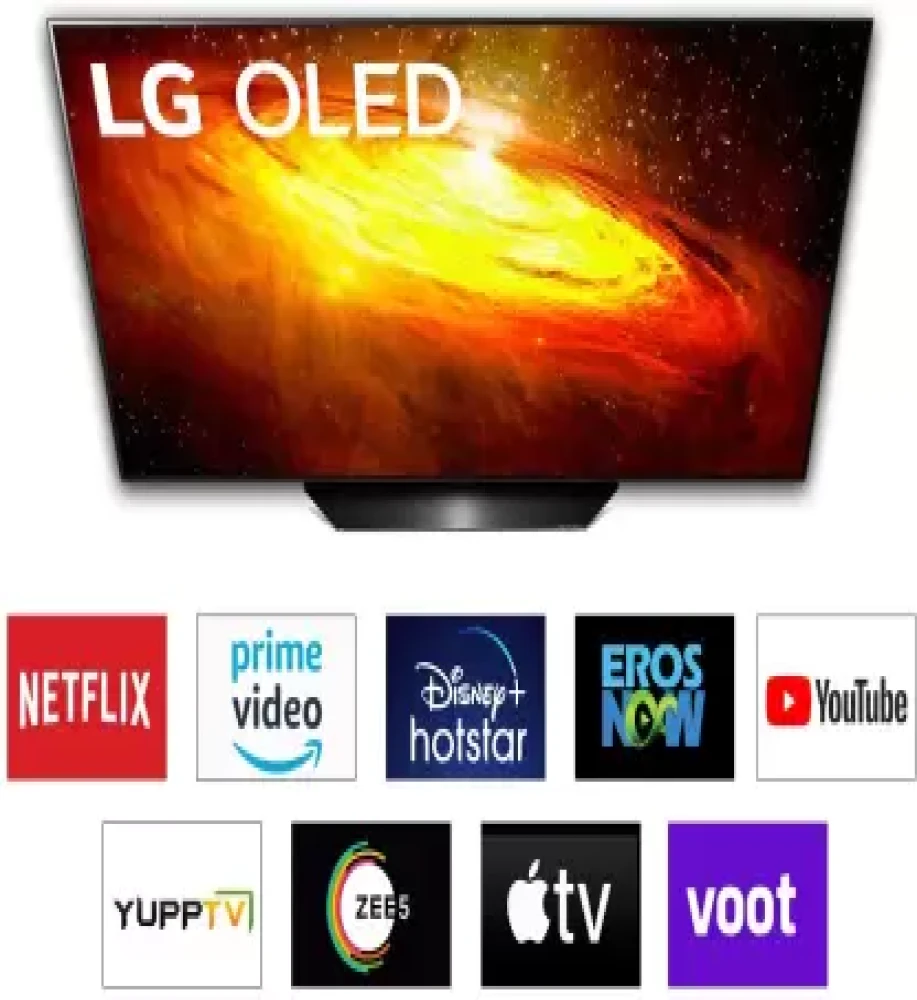 LG OLED
NETFLIX
prime
video
Disney+
hotstar
EROS
NOW
YouTube
YUPPTV
ZEE5
tv
voot